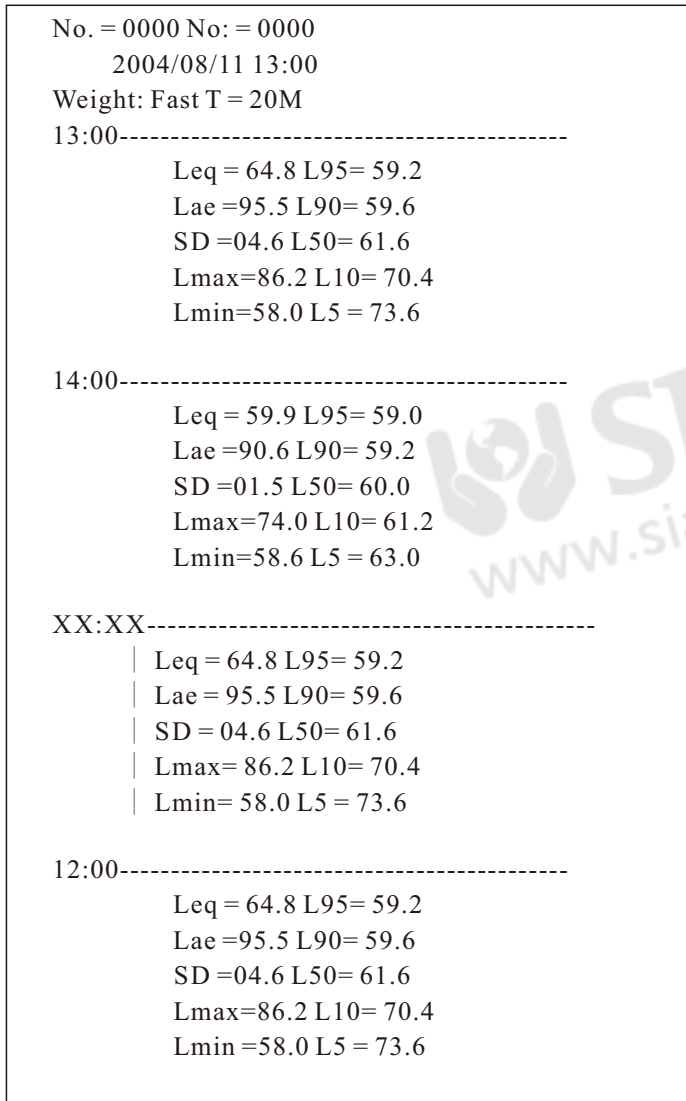 No. = 0000 No: = 0000
2004/08/11 13:00
Weight: Fast T = 20M
13:00--------------------------------------------
Leq = 64.8 L95= 59.2
Lae =95.5 L90= 59.6
SD =04.6 L50= 61.6
Lmax=86.2 L10= 70.4
Lmin=58.0 L5 = 73.6
14:00--------------------------------------------
Leq = 59.9 L95= 59.0
Lae =90.6 L90= 59.2
SD =01.5 L50= 60.0
Lmax=74.0 L10= 61.2
Lmin=58.6 L5 = 63.0
XX:XX--------------------------------------------
| Leq = 64.8 L95= 59.2
| Lae = 95.5 L90= 59.6
| SD = 04.6 L50= 61.6
| Lmax= 86.2 L10= 70.4
| Lmin= 58.0 L5 = 73.6
12:00--------------------------------------------
Leq = 64.8 L95= 59.2
Lae =95.5 L90= 59.6
SD =04.6 L50= 61.6
Lmax=86.2 L10= 70.4
Lmin =58.0 L5 = 73.6